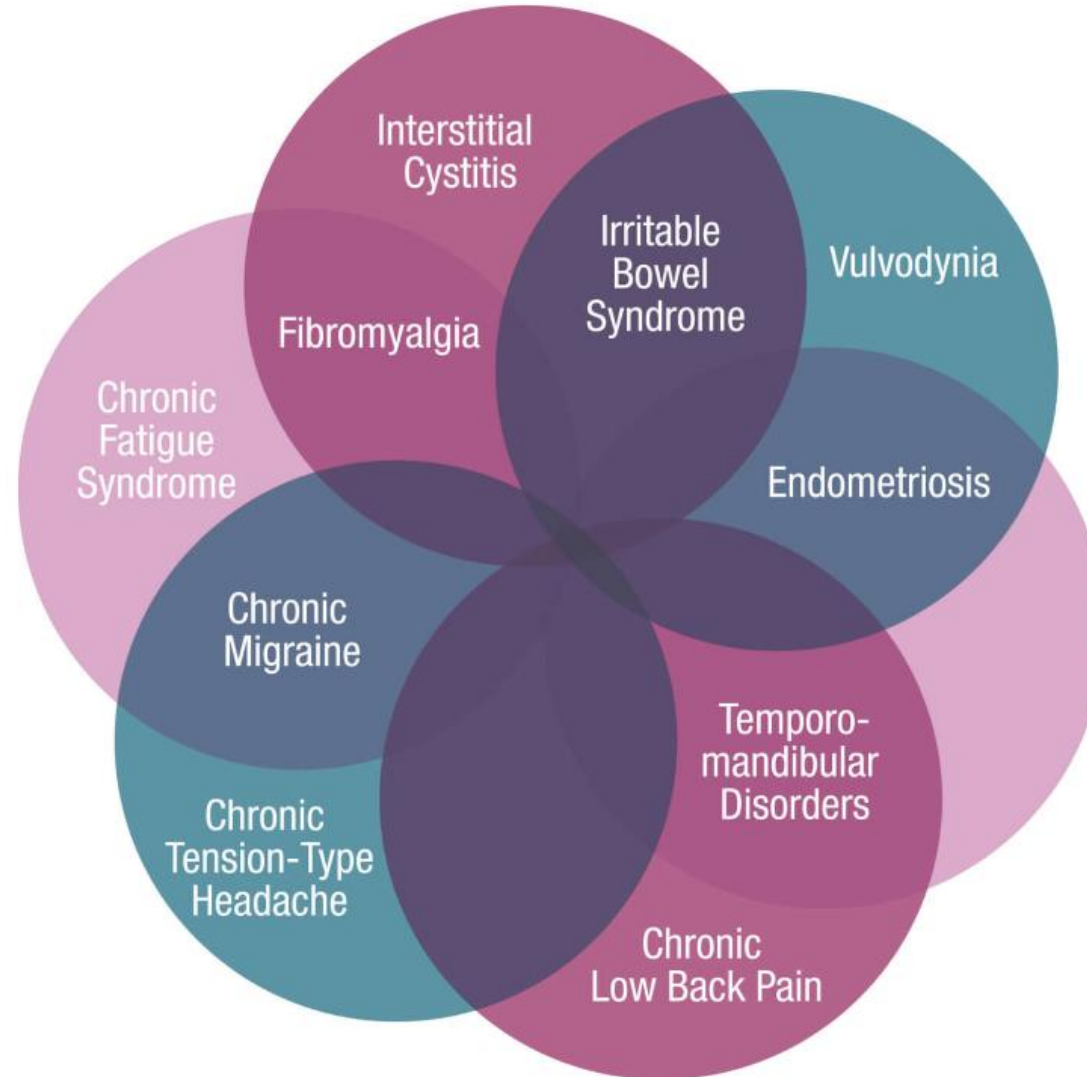 Interstitial
Cystitis
Irritable
Bowel
Syndrome
Vulvodynia
Fibromyalgia
Chronic
Fatigue
Syndrome
Endometriosis
Chronic
Migraine
Temporo-
mandibular
Disorders
Chronic
Tension-Type
Headache
Chronic
Low Back Pain